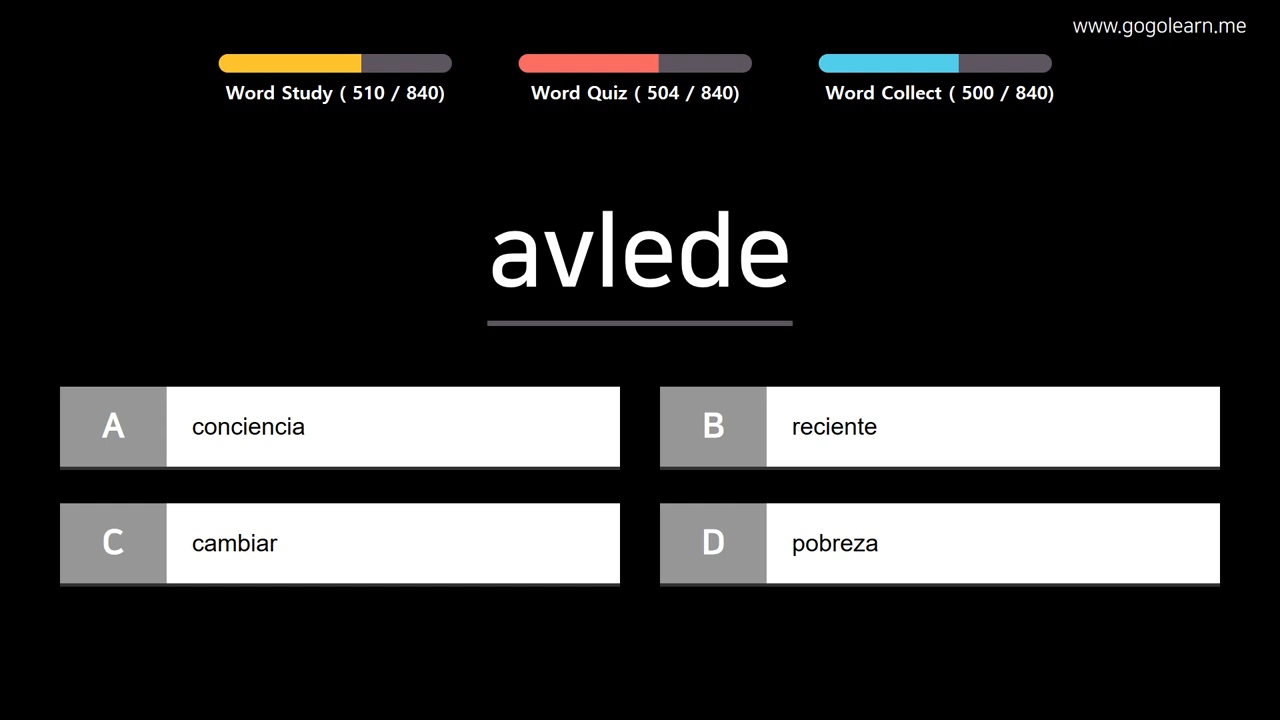 www.gogolearn.me
Word Study ( 510 / 840)
Word Quiz ( 504 / 840)
Word Collect ( 500 / 840)
avlede
A conciencia
B reciente
C cambiar
D pobreza